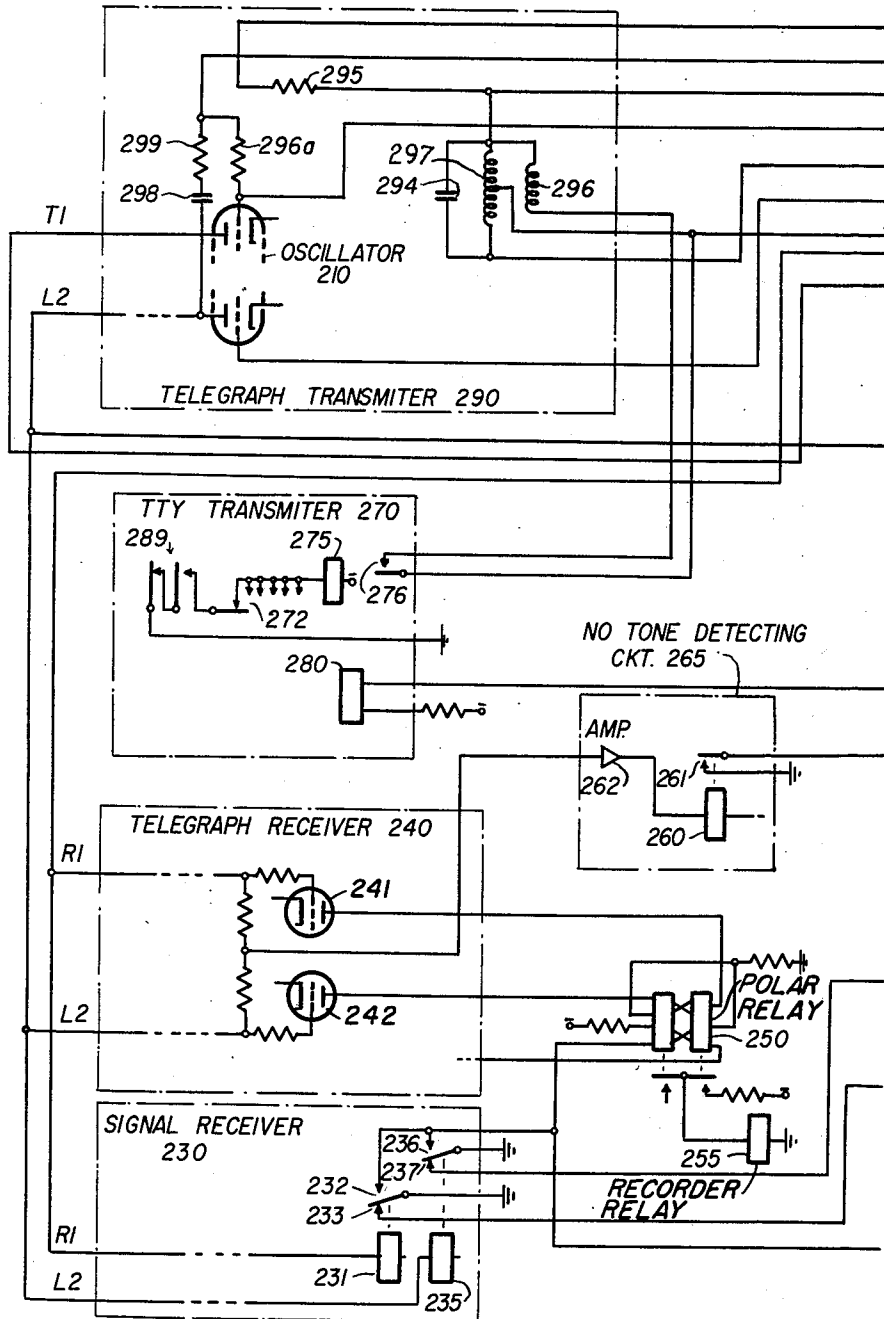 295
299
296a
297
298
294
296
T1
OSCILLATOR
210
L2
TELEGRAPH TRANSMITER 290
TTY TRANSMITER 270
289
275
272
276
280
NO TONE DETECTING
CKT. 265
AMP.
262
261
260
TELEGRAPH RECEIVER 240
R1
241
L2
242
POLAR
RELAY
250
SIGNAL RECEIVER
230
236
237
232
233
255
RECORDER
RELAY
R1
231
L2
235